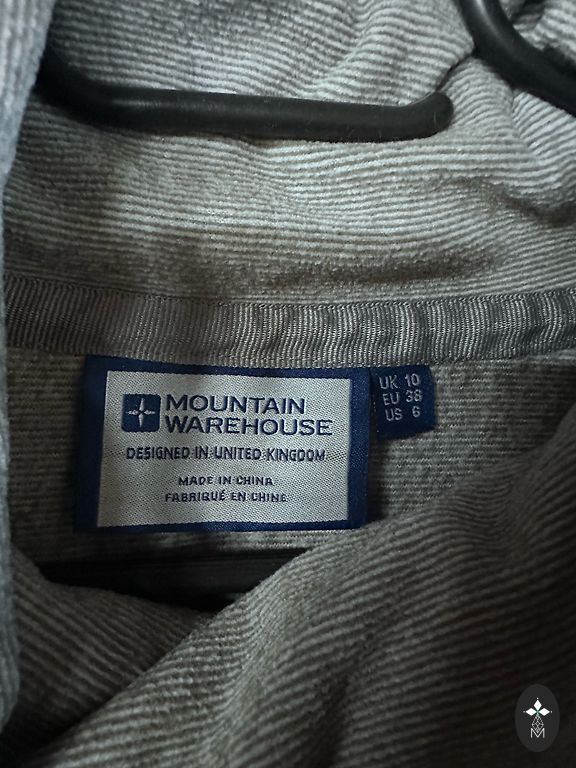 MOUNTAIN
WAREHOUSE
DESIGNED IN UNITED KINGDOM
MADE IN CHINA
FABRIQUÉ EN CHINE
UK 10
EU 38
US 6
M